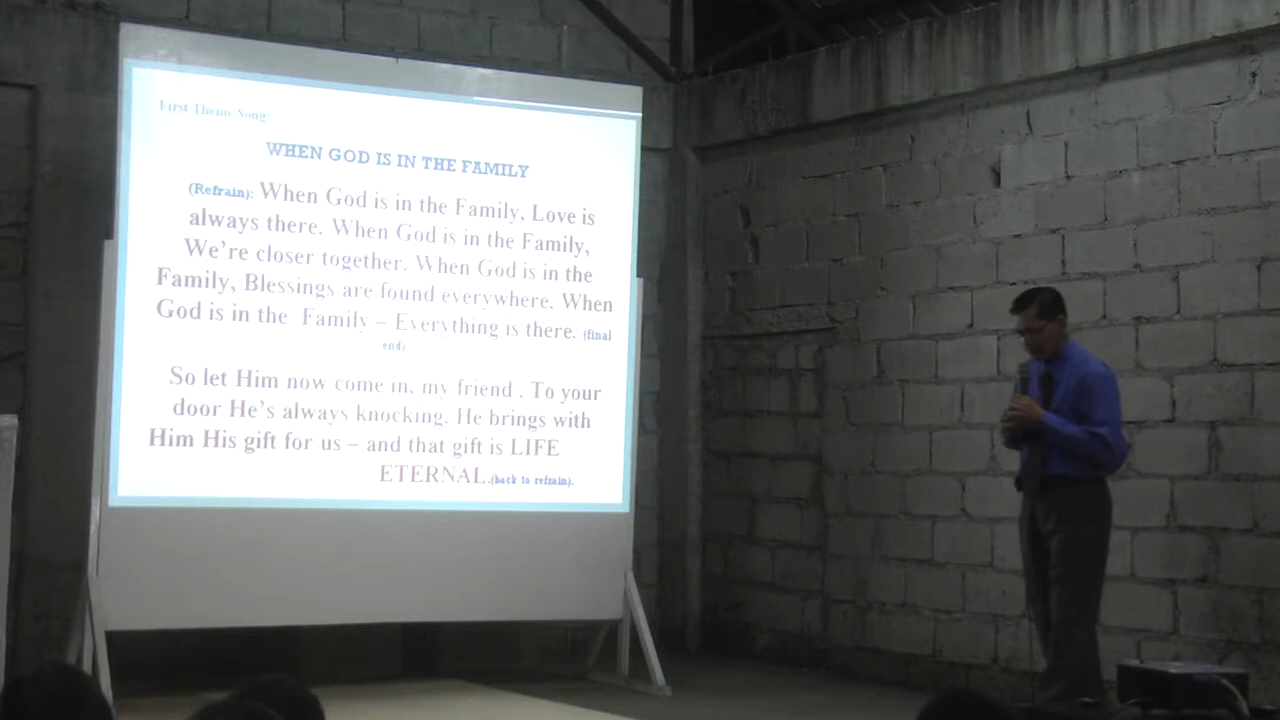 First Theme Song:
WHEN GOD IS IN THE FAMILY
(Refrain): When God is in the Family, Love is
always there. When God is in the Family,
We're closer together. When God is in the
Family, Blessings are found everywhere. When
God is in the Family – Everything is there. (final
end)
So let Him now come in, my friend . To your
door He's always knocking. He brings with
Him His gift for us – and that gift is LIFE
ETERNAL.(back to refrain).